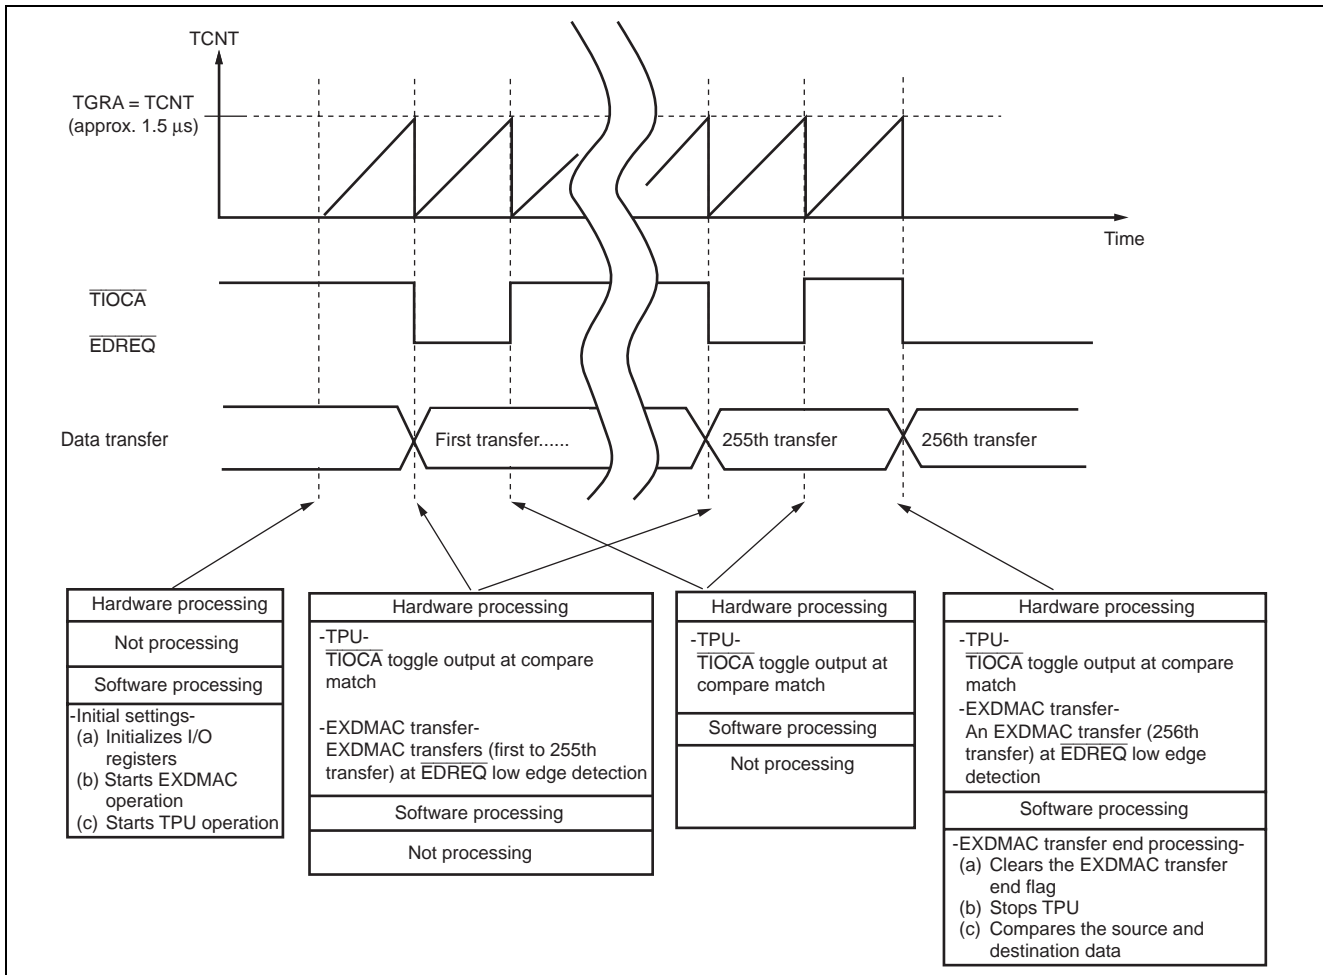 TCNT
TGRA = TCNT
(approx. 1.5 μs)
Time
TIOCA
EDREQ
Data transfer
First transfer......
255th transfer
256th transfer
Hardware processing
Not processing
Software processing
-Initial settings-
(a) Initializes I/O
registers
(b) Starts EXDMAC
operation
(c) Starts TPU operation
Hardware processing
-TPU-
TIOCA toggle output at compare
match
-EXDMAC transfer-
EXDMAC transfers (first to 255th
transfer) at EDREQ low edge detection
Software processing
Not processing
Hardware processing
-TPU-
TIOCA toggle output at
compare match
Software processing
Not processing
Hardware processing
-TPU-
TIOCA toggle output at compare
match
-EXDMAC transfer-
An EXDMAC transfer (256th
transfer) at EDREQ low edge
detection
Software processing
-EXDMAC transfer end processing-
(a) Clears the EXDMAC transfer
end flag
(b) Stops TPU
(c) Compares the source and
destination data